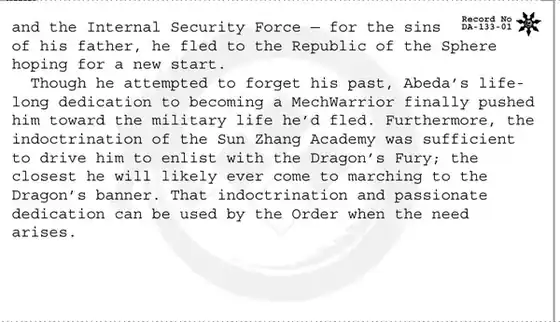 Record No
DA-133-01
and the Internal Security Force — for the sins
of his father, he fled to the Republic of the Sphere
hoping for a new start.
Though he attempted to forget his past, Abeda’s life-
long dedication to becoming a MechWarrior finally pushed
him toward the military life he’d fled. Furthermore, the
indoctrination of the Sun Zhang Academy was sufficient
to drive him to enlist with the Dragon’s Fury; the
closest he will likely ever come to marching to the
Dragon’s banner. That indoctrination and passionate
dedication can be used by the Order when the need
arises.